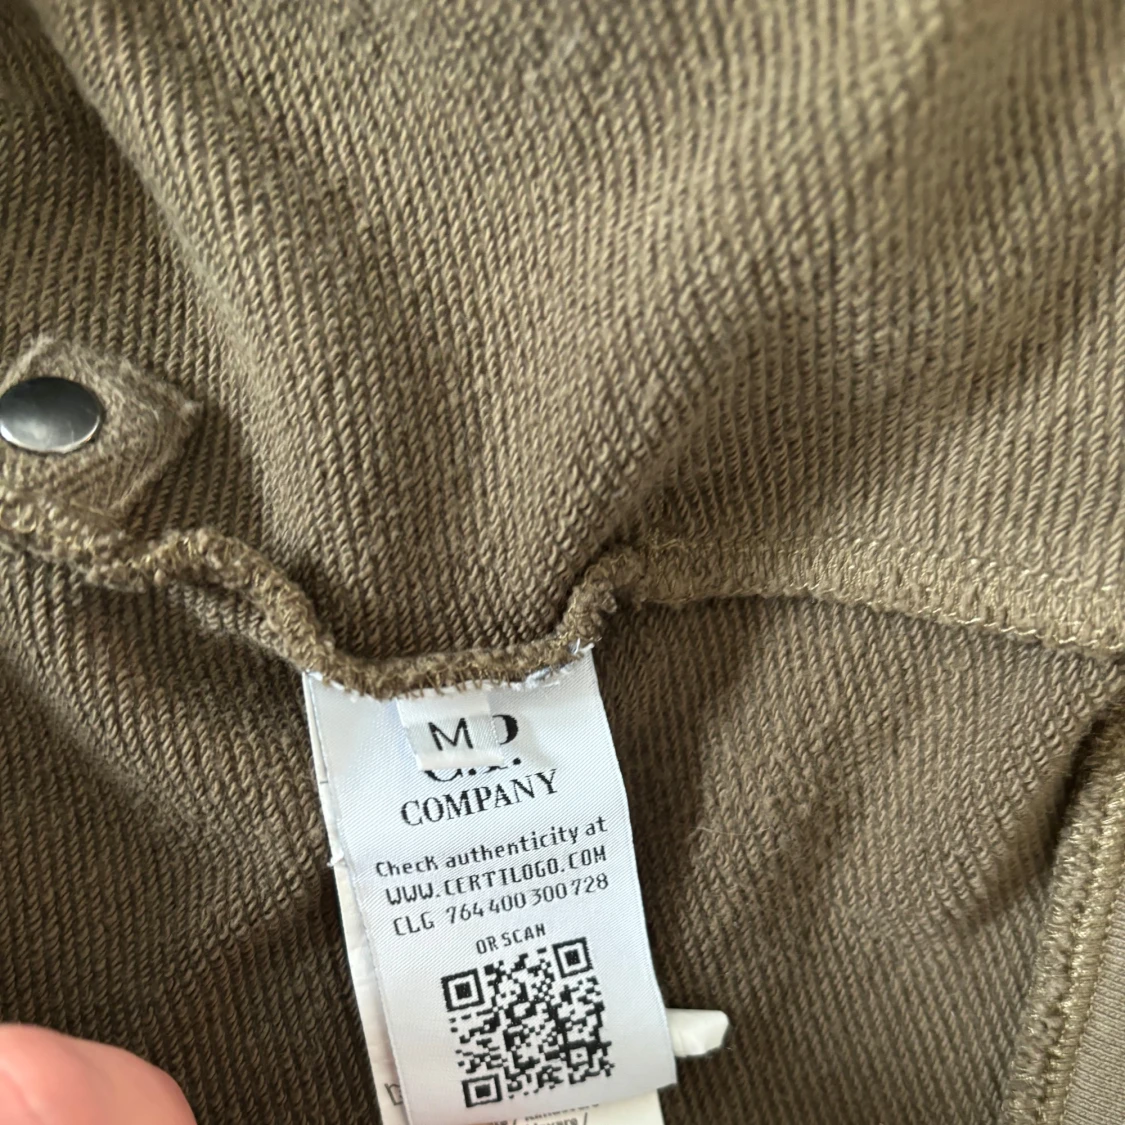 M
COMPANY
Check authenticity at
WWW.CERTILOGO.COM
CLG 764 400 300 728
OR SCAN